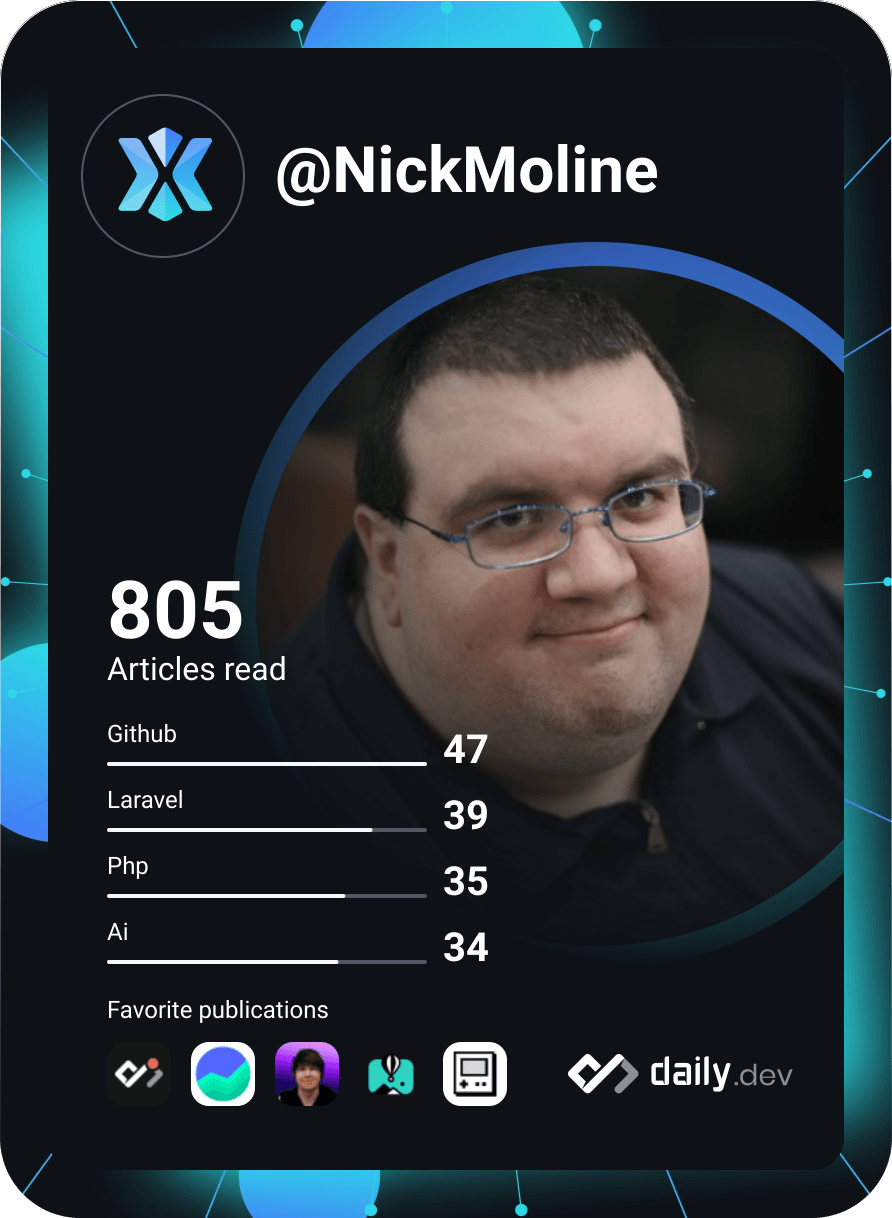 @NickMoline
805
Articles read
Github
47
Laravel
39
Php
35
Ai
34
Favorite publications
daily.dev